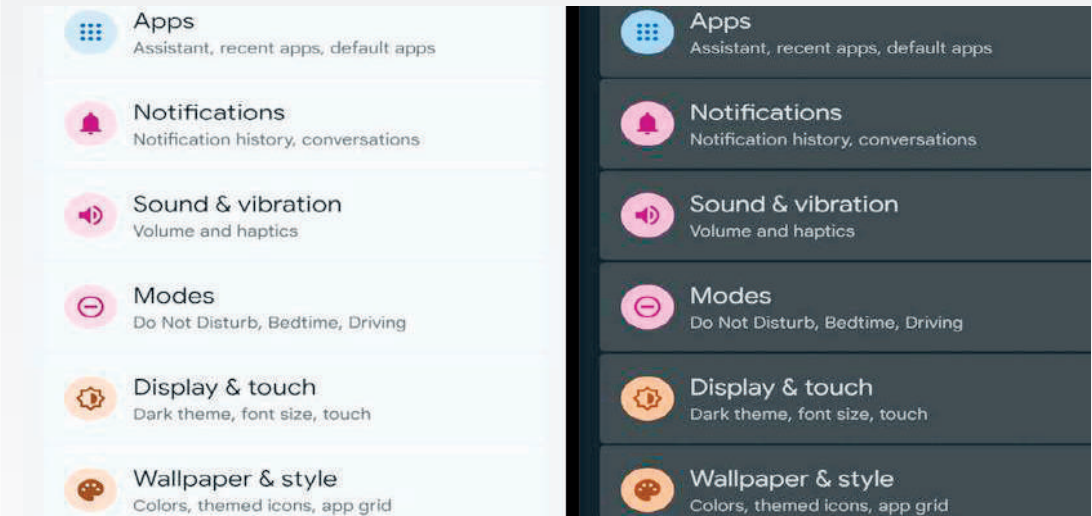 Apps
Assistant, recent apps, default apps
Notifications
Notification history, conversations
Sound & vibration
Volume and haptics
Modes
Do Not Disturb, Bedtime, Driving
Display & touch
Dark theme, font size, touch
Wallpaper & style
Colors, themed icons, app grid
Apps
Assistant, recent apps, default apps
Notifications
Notification history, conversations
Sound & vibration
Volume and haptics
Modes
Do Not Disturb, Bedtime, Driving
Display & touch
Dark theme, font size, touch
Wallpaper & style
Colors, themed icons, app grid